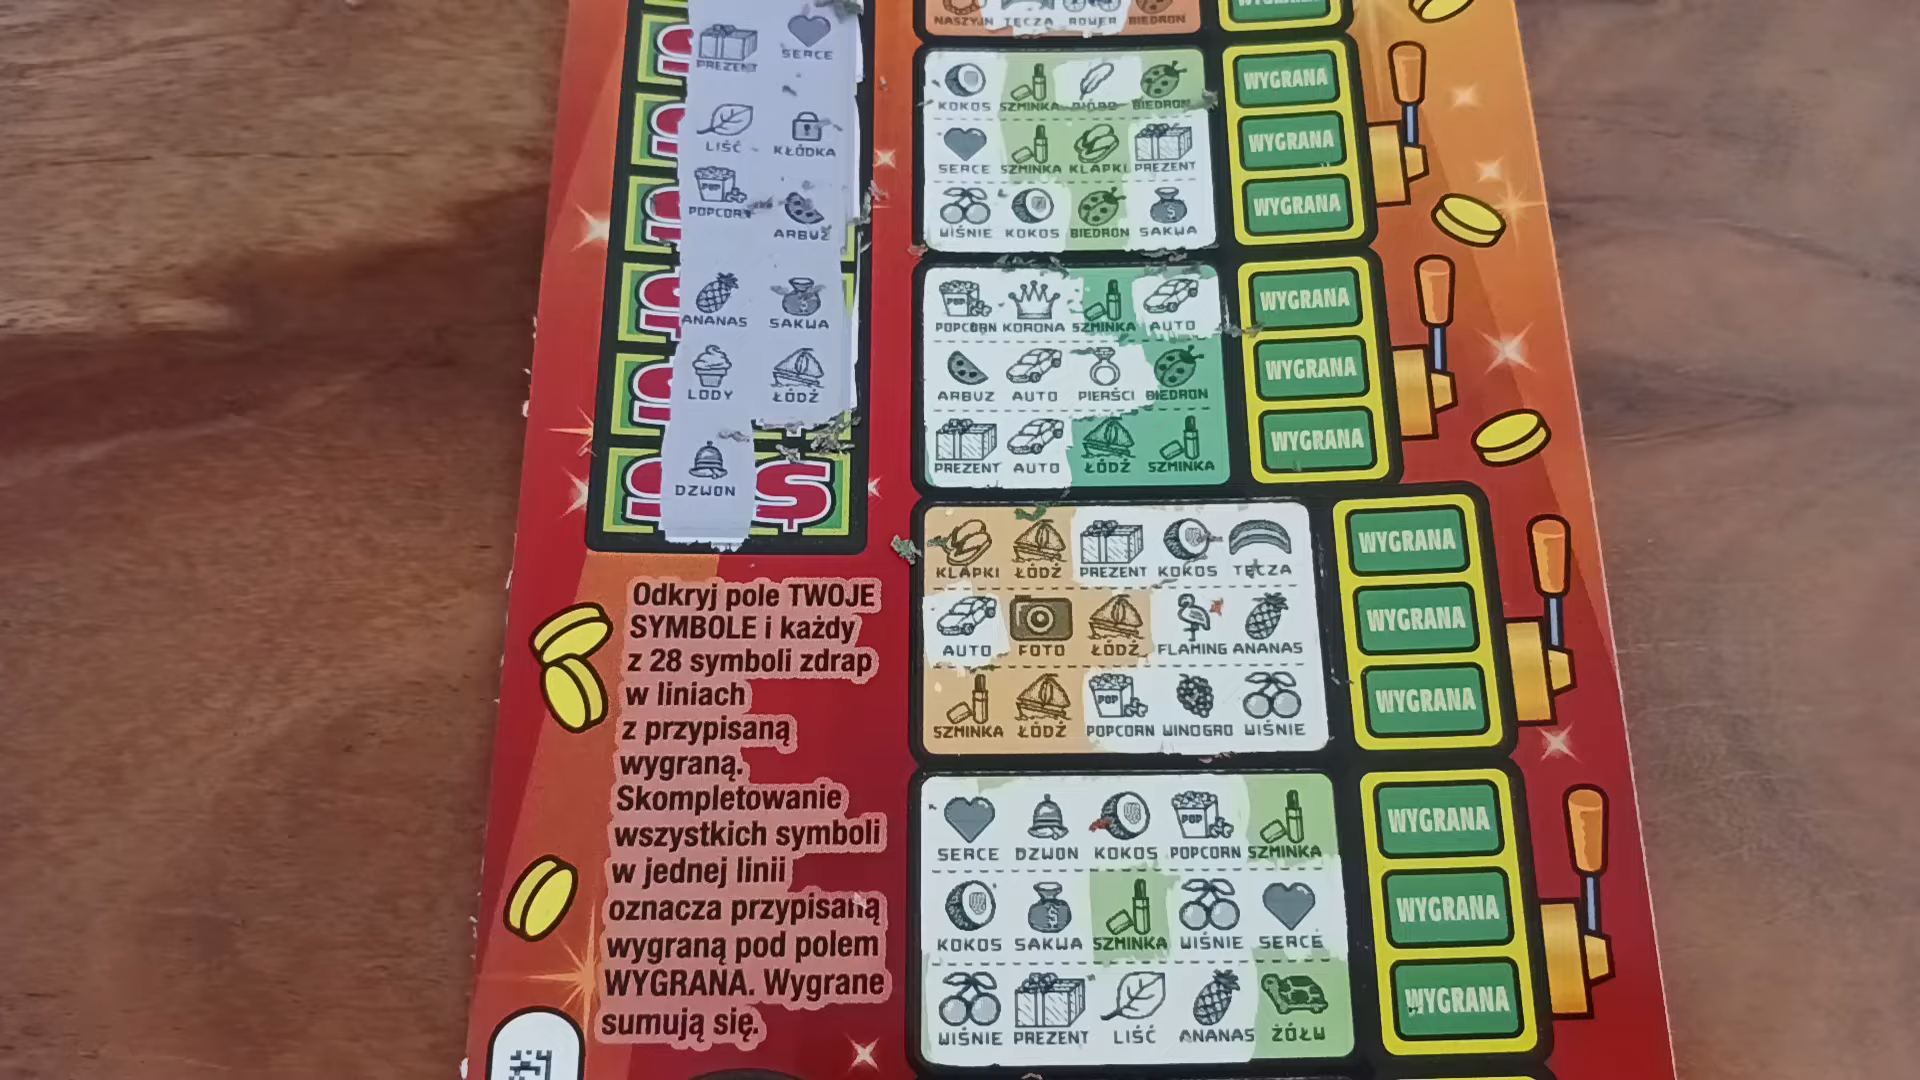 PREZENT SERCE
LIŚĆ KŁÓDKA
POPCORN ARBUZ
ANANAS SAKWA
LODY ŁÓDŹ
DZWON
Odkryj pole TWOJE
SYMBOLE i każdy
z 28 symboli zdrap
w liniach
z przypisaną
wygraną.
Skompletowanie
wszystkich symboli
w jednej linii
oznacza przypisaną
wygraną pod polem
WYGRANA. Wygrane
sumują się.
NASZYJN TĘCZA ROWER BIEDRON
KOKOS SZMINKA PIÓRO BIEDRON WYGRANA
SERCE SZMINKA KLAPKI PREZENT WYGRANA
WIŚNIE KOKOS BIEDRON SAKWA WYGRANA
POPCORN KORONA SZMINKA AUTO WYGRANA
ARBUZ AUTO PIERŚCI BIEDRON WYGRANA
PREZENT AUTO ŁÓDŹ SZMINKA WYGRANA
KLAPKI ŁÓDŹ PREZENT KOKOS TĘCZA WYGRANA
AUTO FOTO ŁÓDŹ FLAMING ANANAS WYGRANA
SZMINKA ŁÓDŹ POPCORN WINOGRO WIŚNIE WYGRANA
SERCE DZWON KOKOS POPCORN SZMINKA WYGRANA
KOKOS SAKWA SZMINKA WIŚNIE SERCE WYGRANA
WIŚNIE PREZENT LIŚĆ ANANAS ŻÓŁW WYGRANA